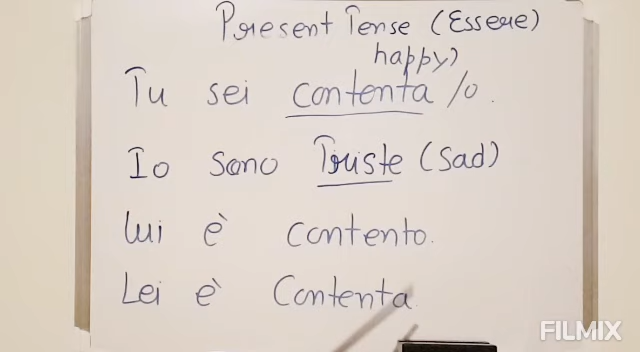 Present Tense (Essere)
happy)
Tu sei contenta/o.
Io sono Triste (Sad)
lui è contento.
Lei è Contenta.
FILMIX